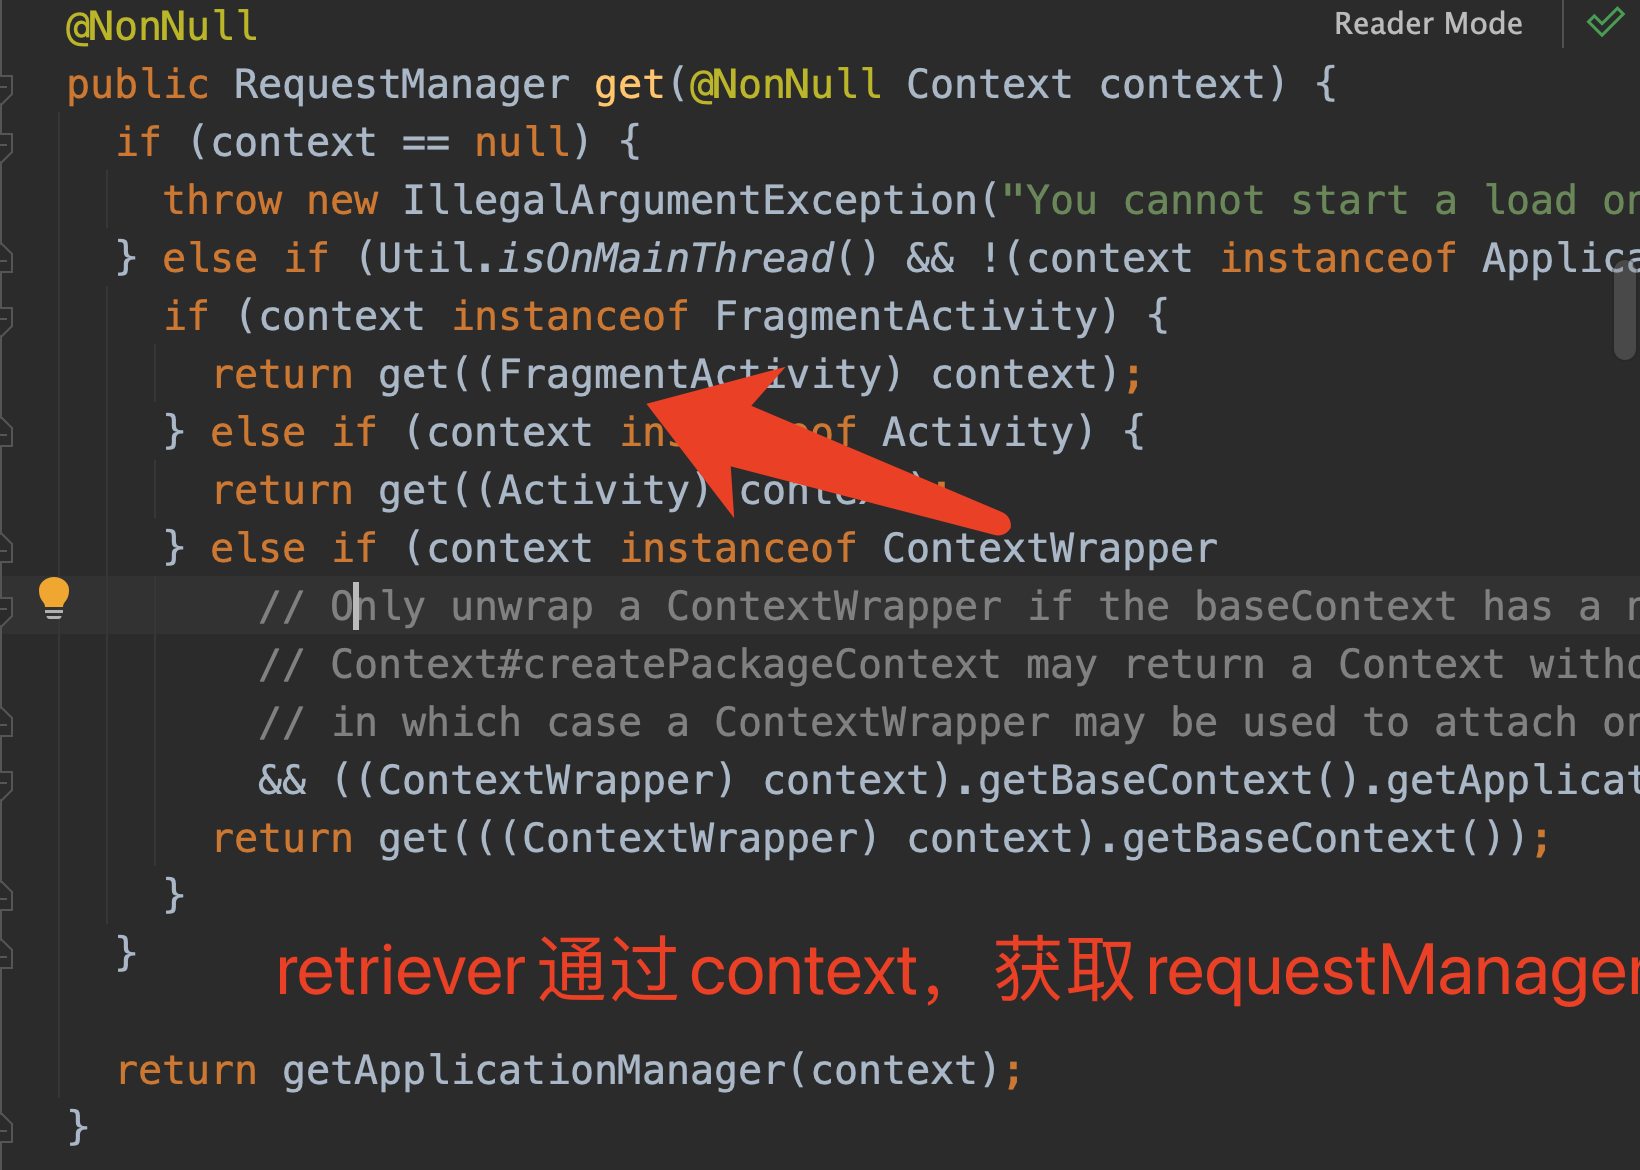 @NonNull
Reader Mode
public RequestManager get(@NonNull Context context) {
if (context == null) {
throw new IllegalArgumentException("You cannot start a load on
} else if (Util.isOnMainThread() && !(context instanceof Applica
if (context instanceof FragmentActivity) {
return get((FragmentActivity) context);
} else if (context instanceof Activity) {
return get((Activity) context);
} else if (context instanceof ContextWrapper
// Only unwrap a ContextWrapper if the baseContext has a
// Context#createPackageContext may return a Context witho
// in which case a ContextWrapper may be used to attach on
&& ((ContextWrapper) context).getBaseContext().getApplicat
return get(((ContextWrapper) context).getBaseContext());
}
}
retriever通过context，获取requestManager
return getApplicationManager(context);
}